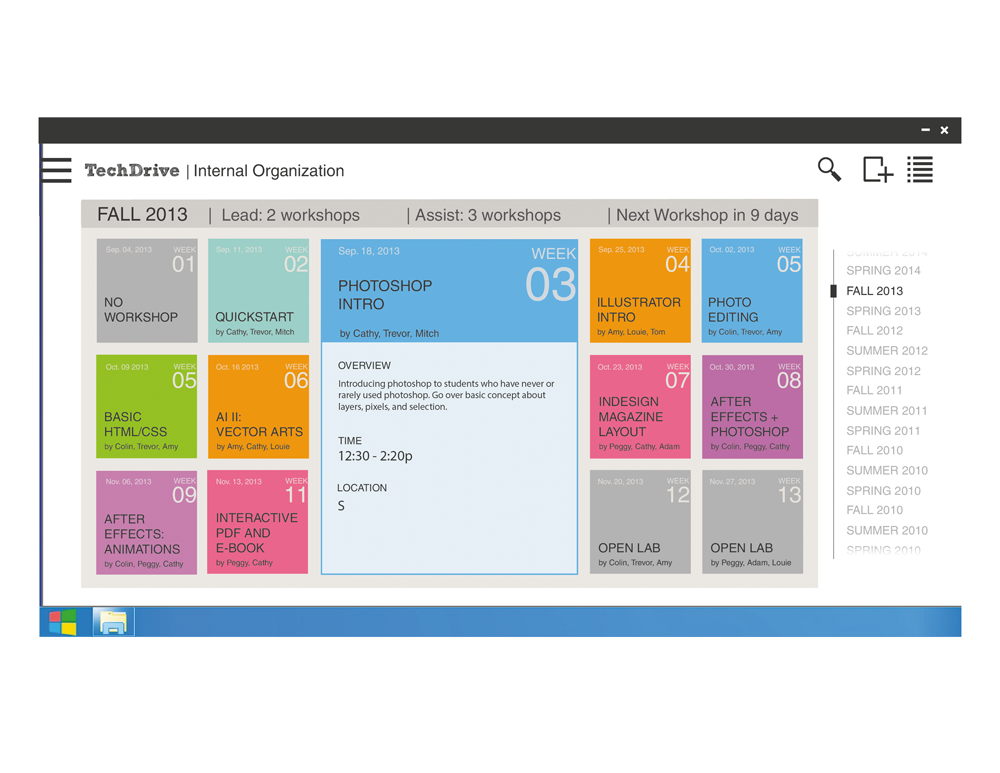 TechDrive | Internal Organization
FALL 2013 | Lead: 2 workshops | Assist: 3 workshops | Next Workshop in 9 days
Sep. 04, 2013 WEEK
01
NO
WORKSHOP
Sep. 11, 2013 WEEK
02
QUICKSTART
by Cathy, Trevor, Mitch
Sep. 18, 2013 WEEK
03
PHOTOSHOP
INTRO
by Cathy, Trevor, Mitch
OVERVIEW
Introducing photoshop to students who have never or
rarely used photoshop. Go over basic concept about
layers, pixels, and selection.
TIME
12:30 - 2:20p
LOCATION
S
Sep. 25, 2013 WEEK
04
ILLUSTRATOR
INTRO
by Amy, Louie, Tom
Oct. 02, 2013 WEEK
05
PHOTO
EDITING
by Colin, Trevor, Amy
Oct. 09 2013 WEEK
05
BASIC
HTML/CSS
by Colin, Trevor, Amy
Oct. 16 2013 WEEK
06
AI II:
VECTOR ARTS
by Amy, Cathy, Louie
Oct. 23, 2013 WEEK
07
INDESIGN
MAGAZINE
LAYOUT
by Peggy, Cathy, Adam
Oct. 30, 2013 WEEK
08
AFTER
EFFECTS +
PHOTOSHOP
by Colin, Peggy, Cathy
Nov. 06, 2013 WEEK
09
AFTER
EFFECTS:
ANIMATIONS
by Colin, Peggy, Cathy
Nov. 13, 2013 WEEK
11
INTERACTIVE
PDF AND
E-BOOK
by Peggy, Cathy
Nov. 20, 2013 WEEK
12
OPEN LAB
by Colin, Trevor, Amy
Nov. 27, 2013 WEEK
13
OPEN LAB
by Peggy, Adam, Louie
SUMMER 2014
SPRING 2014
FALL 2013
SPRING 2013
FALL 2012
SUMMER 2012
SPRING 2012
FALL 2011
SUMMER 2011
SPRING 2011
FALL 2010
SUMMER 2010
SPRING 2010
FALL 2010
SUMMER 2010
SPRING 2010